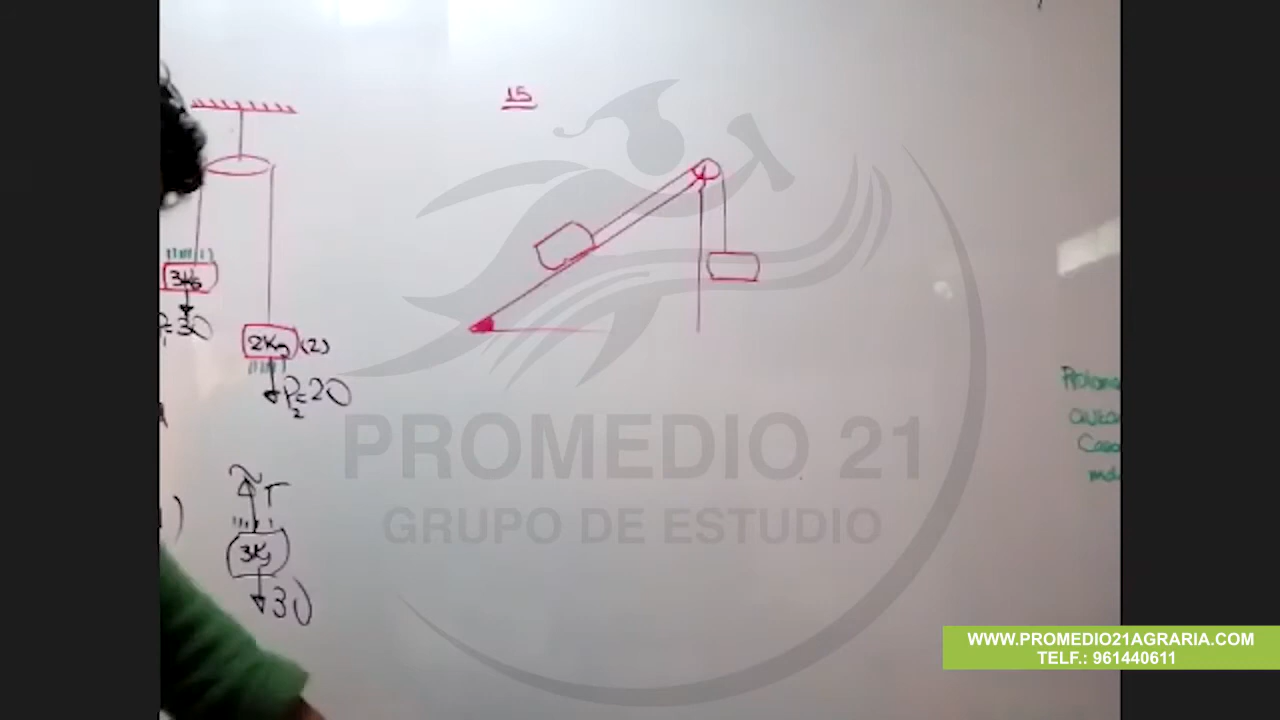 15
3Kg
P₁=30
2Kg (2)
P₂=20
T
3Kg
30
PROMEDIO 21
GRUPO DE ESTUDIO
WWW.PROMEDIO21AGRARIA.COM
TELF.: 961440611